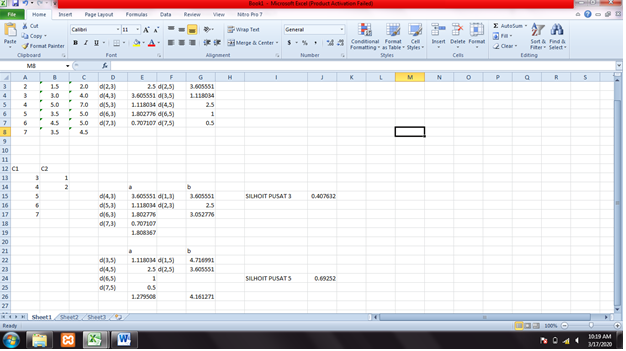 Book1 - Microsoft Excel (Product Activation Failed)
File Home Insert Page Layout Formulas Data Review View Nitro Pro 7
Cut Calibri 11 Wrap Text General AutoSum
Copy Fill
Paste Format Painter B I U Merge & Center $ % , Conditional Formatting Format as Table Cell Styles Insert Delete Format Clear Sort & Filter Find & Select
Clipboard Font Alignment Number Styles Cells Editing
M8 fx
A B C D E F G H I J K L M N O P Q R S
3 2 1.5 2.0 d(2,3) 2.5 d(2,5) 3.605551
4 3 3.0 4.0 d(4,3) 3.605551 d(3,5) 1.118034
5 4 5.0 7.0 d(5,3) 1.118034 d(4,5) 2.5
6 5 3.5 5.0 d(6,3) 1.802776 d(6,5) 1
7 6 4.5 5.0 d(7,3) 0.707107 d(7,5) 0.5
8 7 3.5 4.5
9
10
11
12 C1 C2
13 3 1
14 4 2 a b
15 5 d(4,3) 3.605551 d(1,3) 3.605551 SILHOIT PUSAT 3 0.407632
16 6 d(5,3) 1.118034 d(2,3) 2.5
17 7 d(6,3) 1.802776 3.052776
18 d(7,3) 0.707107
19 1.808367
20
21 a b
22 d(3,5) 1.118034 d(1,5) 4.716991
23 d(4,5) 2.5 d(2,5) 3.605551
24 d(6,5) 1 SILHOIT PUSAT 5 0.69252
25 d(7,5) 0.5
26 1.279508 4.161271
27
Sheet1 Sheet2 Sheet3
Ready 100%
10:19 AM
3/17/2020